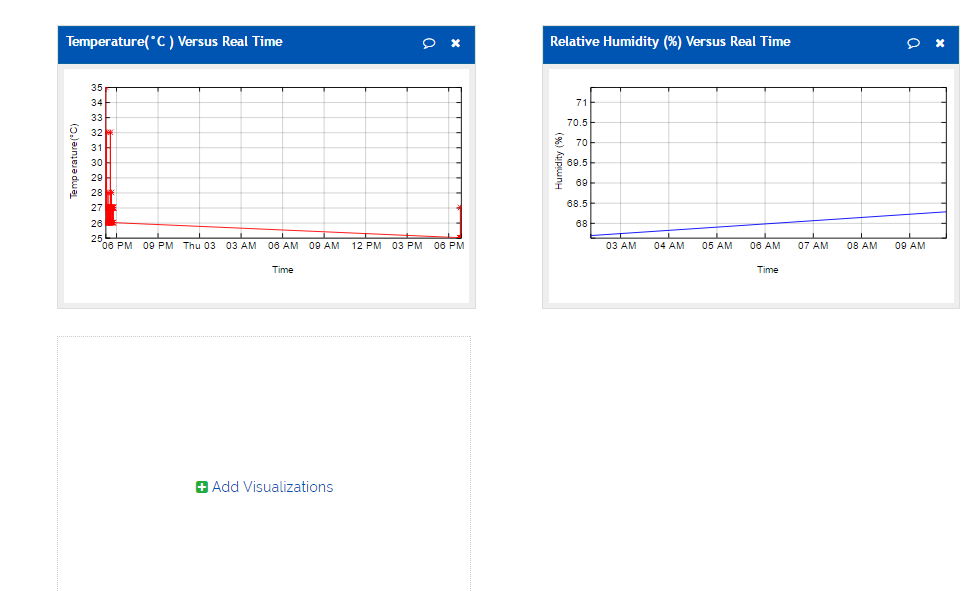 Temperature(°C ) Versus Real Time
35
34
33
32
31
30
29
28
27
26
25
Temperature(°C)
06 PM 09 PM Thu 03 03 AM 06 AM 09 AM 12 PM 03 PM 06 PM
Time
Relative Humidity (%) Versus Real Time
71
70.5
70
69.5
69
68.5
68
Humidity (%)
03 AM 04 AM 05 AM 06 AM 07 AM 08 AM 09 AM
Time
Add Visualizations